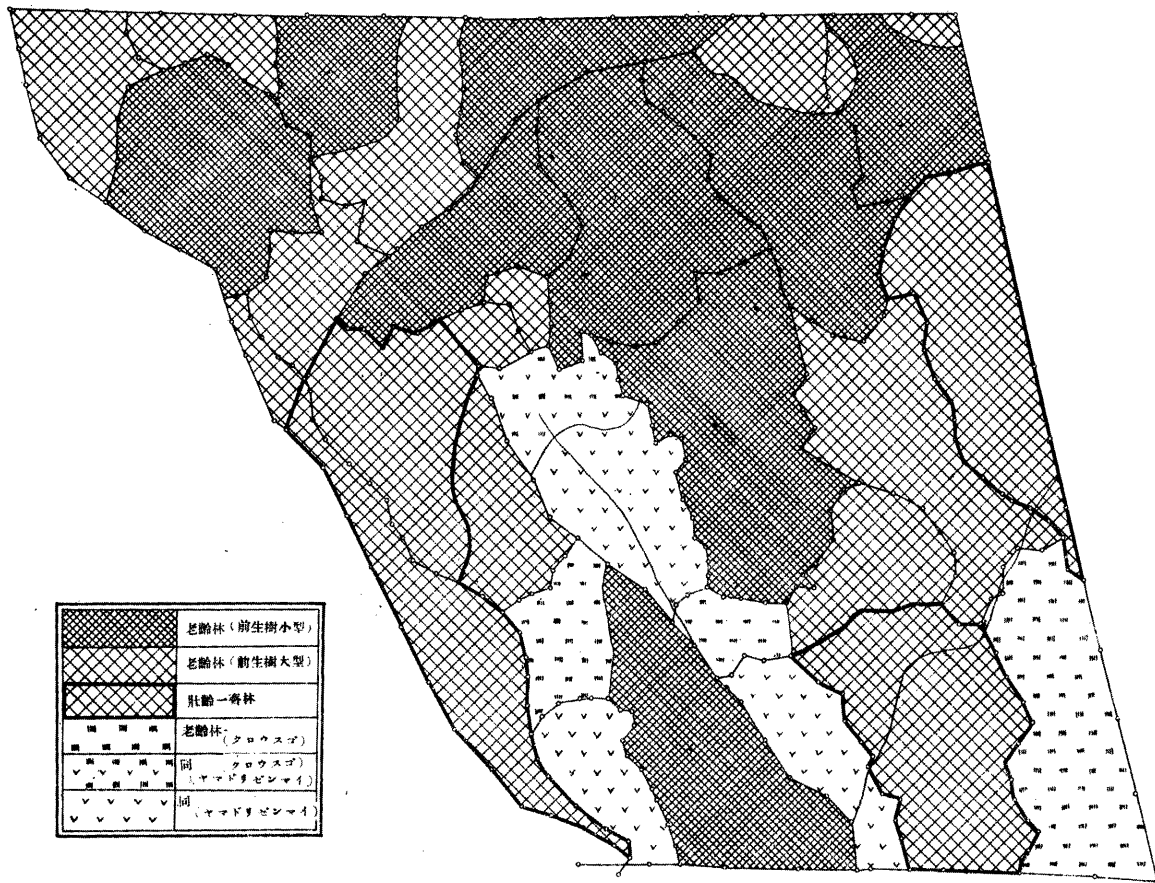 老齢林(前生樹小型)
老齢林(前生樹大型)
壯齢一斉林
老齢林
(クロウスゴ)
同
クロウスゴ)
(ヤマドリゼンマイ)
同
(ヤマドリゼンマイ)